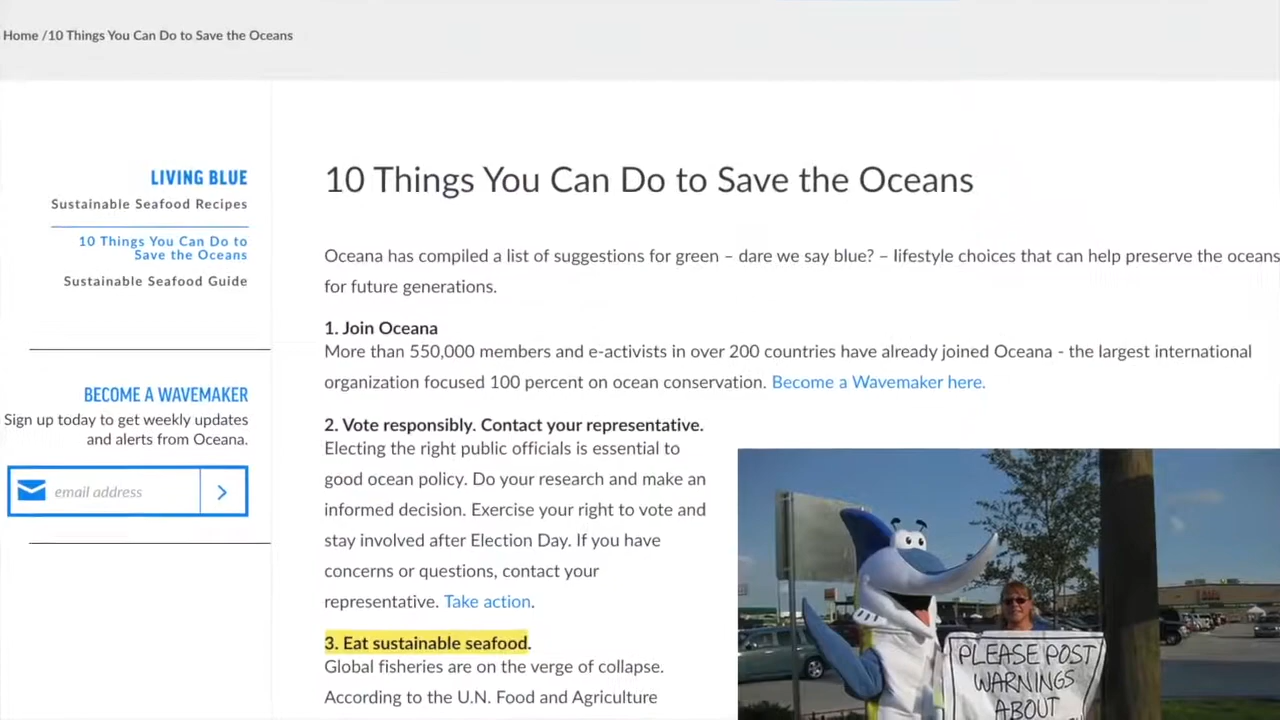 Home /10 Things You Can Do to Save the Oceans
LIVING BLUE
Sustainable Seafood Recipes
10 Things You Can Do to
Save the Oceans
Sustainable Seafood Guide
BECOME A WAVEMAKER
Sign up today to get weekly updates
and alerts from Oceana.
email address
10 Things You Can Do to Save the Oceans
Oceana has compiled a list of suggestions for green – dare we say blue? – lifestyle choices that can help preserve the oceans
for future generations.
1. Join Oceana
More than 550,000 members and e-activists in over 200 countries have already joined Oceana - the largest international
organization focused 100 percent on ocean conservation. Become a Wavemaker here.
2. Vote responsibly. Contact your representative.
Electing the right public officials is essential to
good ocean policy. Do your research and make an
informed decision. Exercise your right to vote and
stay involved after Election Day. If you have
concerns or questions, contact your
representative. Take action.
3. Eat sustainable seafood.
Global fisheries are on the verge of collapse.
According to the U.N. Food and Agriculture
PLEASE POST
WARNINGS
ABOUT